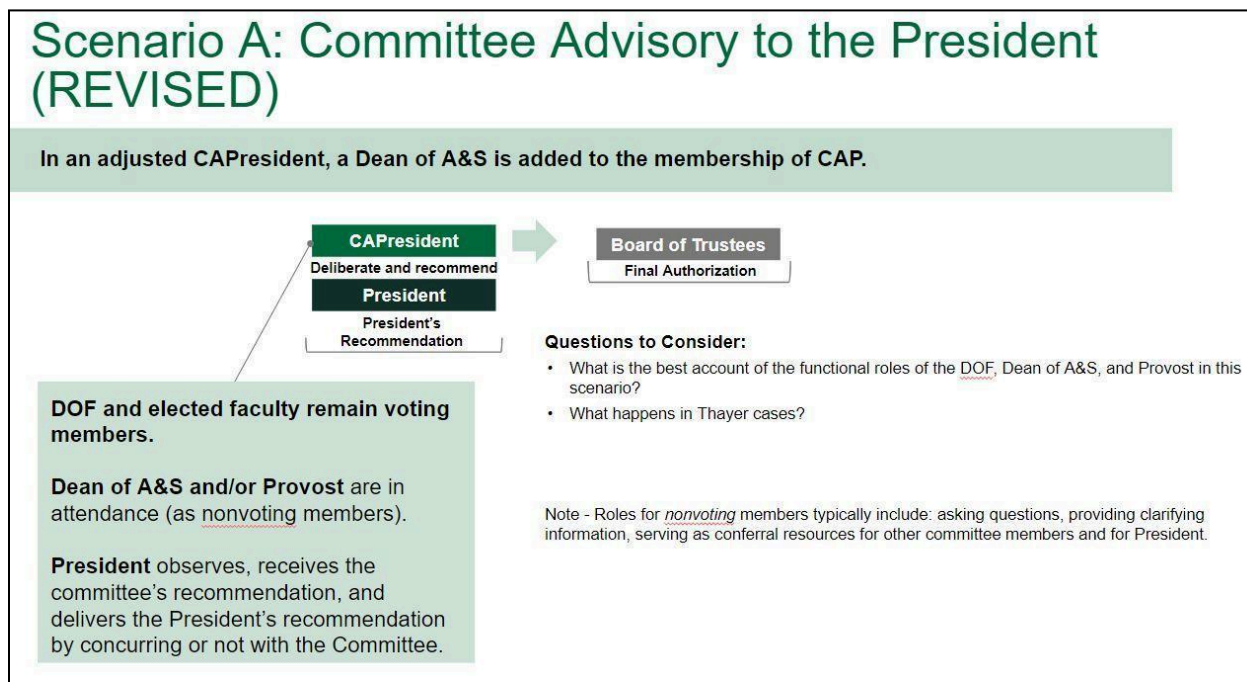 Scenario A: Committee Advisory to the President
(REVISED)
In an adjusted CAPresident, a Dean of A&S is added to the membership of CAP.
CAPresident
Deliberate and recommend
President
President's
Recommendation
Board of Trustees
Final Authorization
DOF and elected faculty remain voting
members.
Dean of A&S and/or Provost are in
attendance (as nonvoting members).
President observes, receives the
committee's recommendation, and
delivers the President's recommendation
by concurring or not with the Committee.
Questions to Consider:
• What is the best account of the functional roles of the DOF, Dean of A&S, and Provost in this
scenario?
• What happens in Thayer cases?
Note - Roles for nonvoting members typically include: asking questions, providing clarifying
information, serving as conferral resources for other committee members and for President.